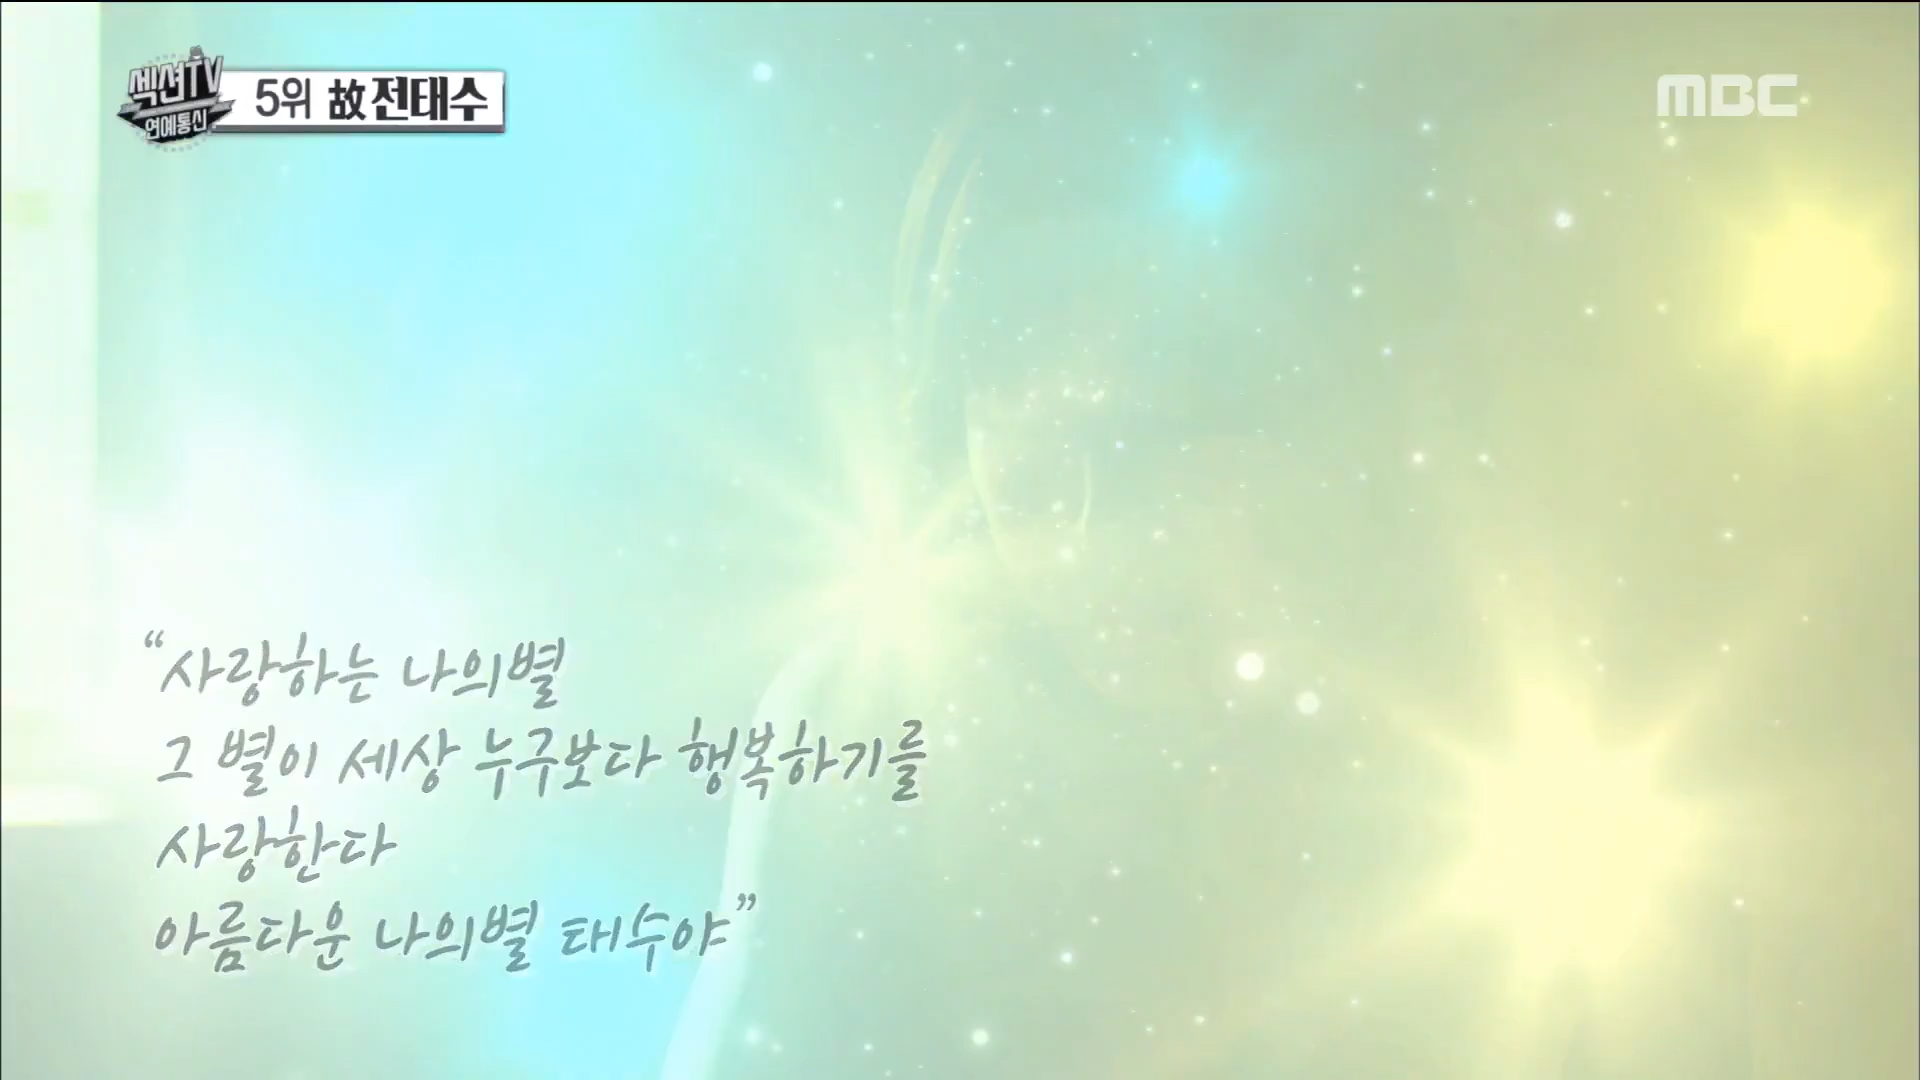 섹션TV
연예통신
5위 故전태수
MBC
“사랑하는 나의별
그 별이 세상 누구보다 행복하기를
사랑한다
아름다운 나의별 태수야”